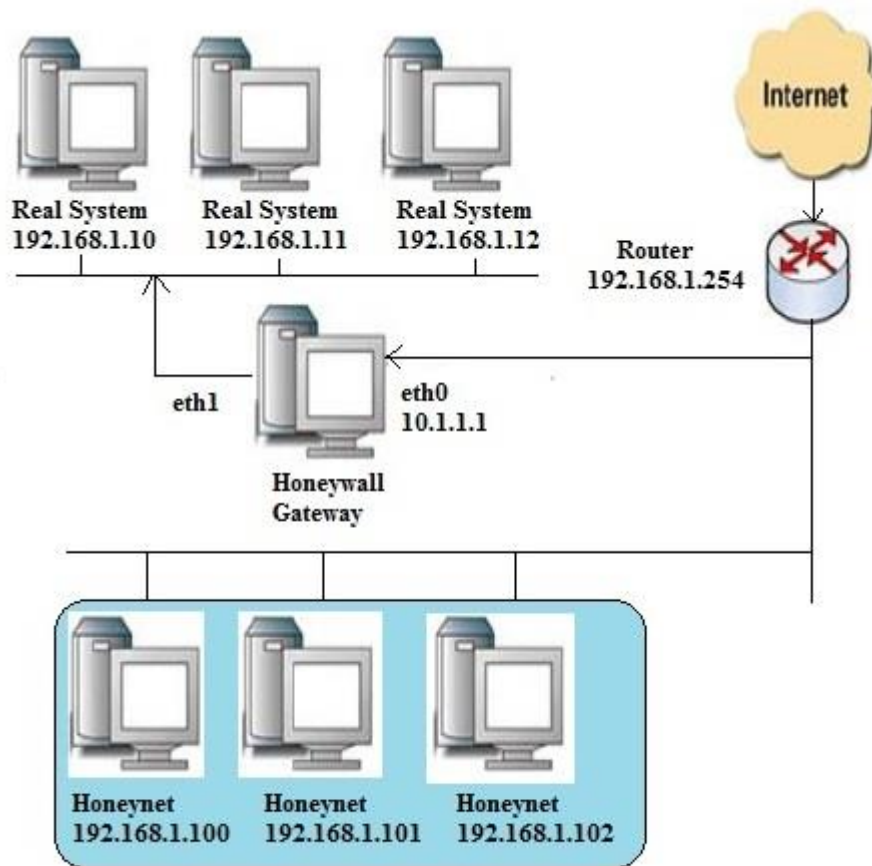 Internet
Real System
192.168.1.10
Real System
192.168.1.11
Real System
192.168.1.12
Router
192.168.1.254
eth1
eth0
10.1.1.1
Honeywall
Gateway
Honeynet
192.168.1.100
Honeynet
192.168.1.101
Honeynet
192.168.1.102